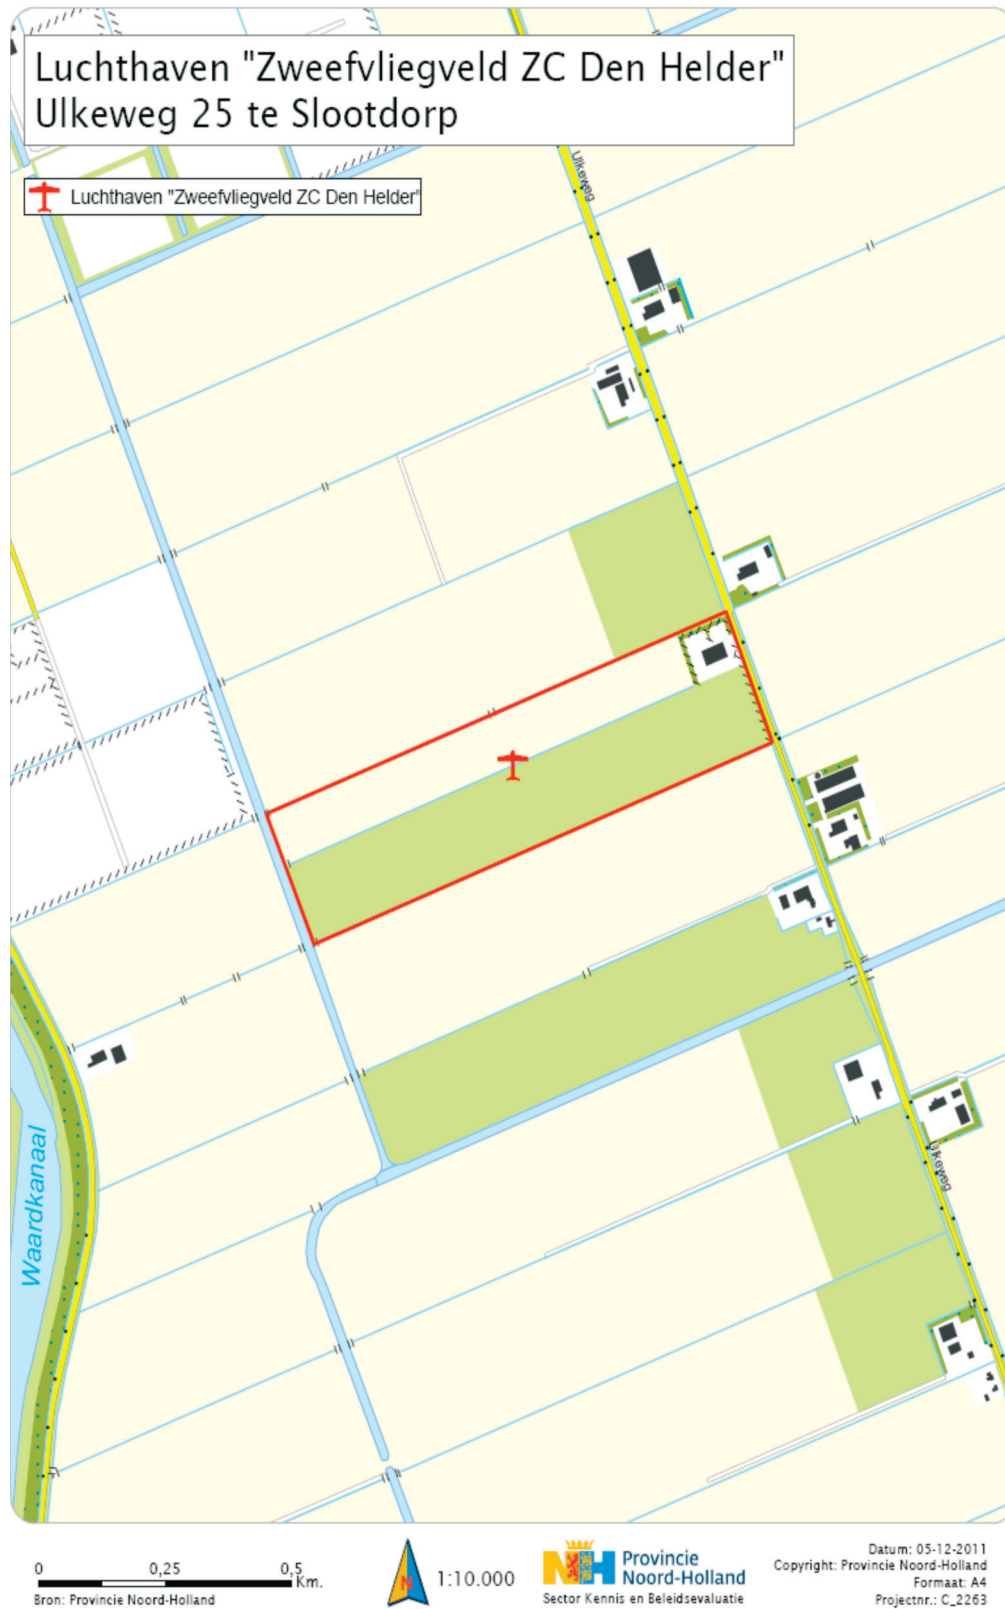 Luchthaven "Zweefvliegveld ZC Den Helder"
Ulkeweg 25 te Slootdorp
Luchthaven "Zweefvliegveld ZC Den Helder"
Ulkeweg
Ulkeweg
Waardkanaal
0 0,25 0,5
Km.
Bron: Provincie Noord-Holland
N
1:10.000
NH
Provincie
Noord-Holland
Sector Kennis en Beleidsevaluatie
Datum: 05-12-2011
Copyright: Provincie Noord-Holland
Formaat: A4
Projectnr.: C_2263